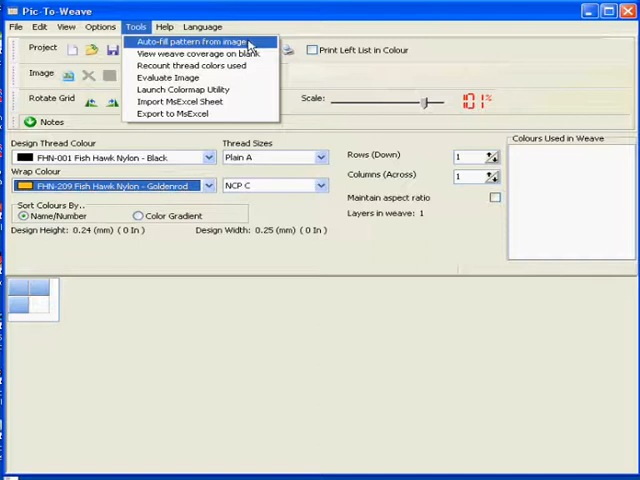 Pic-To-Weave
File Edit View Options Tools Help Language
Auto-fill pattern from image
View weave coverage on blank
Recount thread colors used
Evaluate Image
Launch Colormap Utility
Import MsExcel Sheet
Export to MsExcel
Project
Print Left List in Colour
Image
Rotate Grid
Scale:
101%
Notes
Design Thread Colour
Thread Sizes
FHN-001 Fish Hawk Nylon - Black
Plain A
Wrap Colour
FHN-209 Fish Hawk Nylon - Goldenrod
NCP C
Rows (Down)
1
Columns (Across)
1
Maintain aspect ratio
Layers in weave: 1
Colours Used in Weave
Sort Colours By..
Name/Number
Color Gradient
Design Height: 0.24 (mm) ( 0 In )
Design Width: 0.25 (mm) ( 0 In )